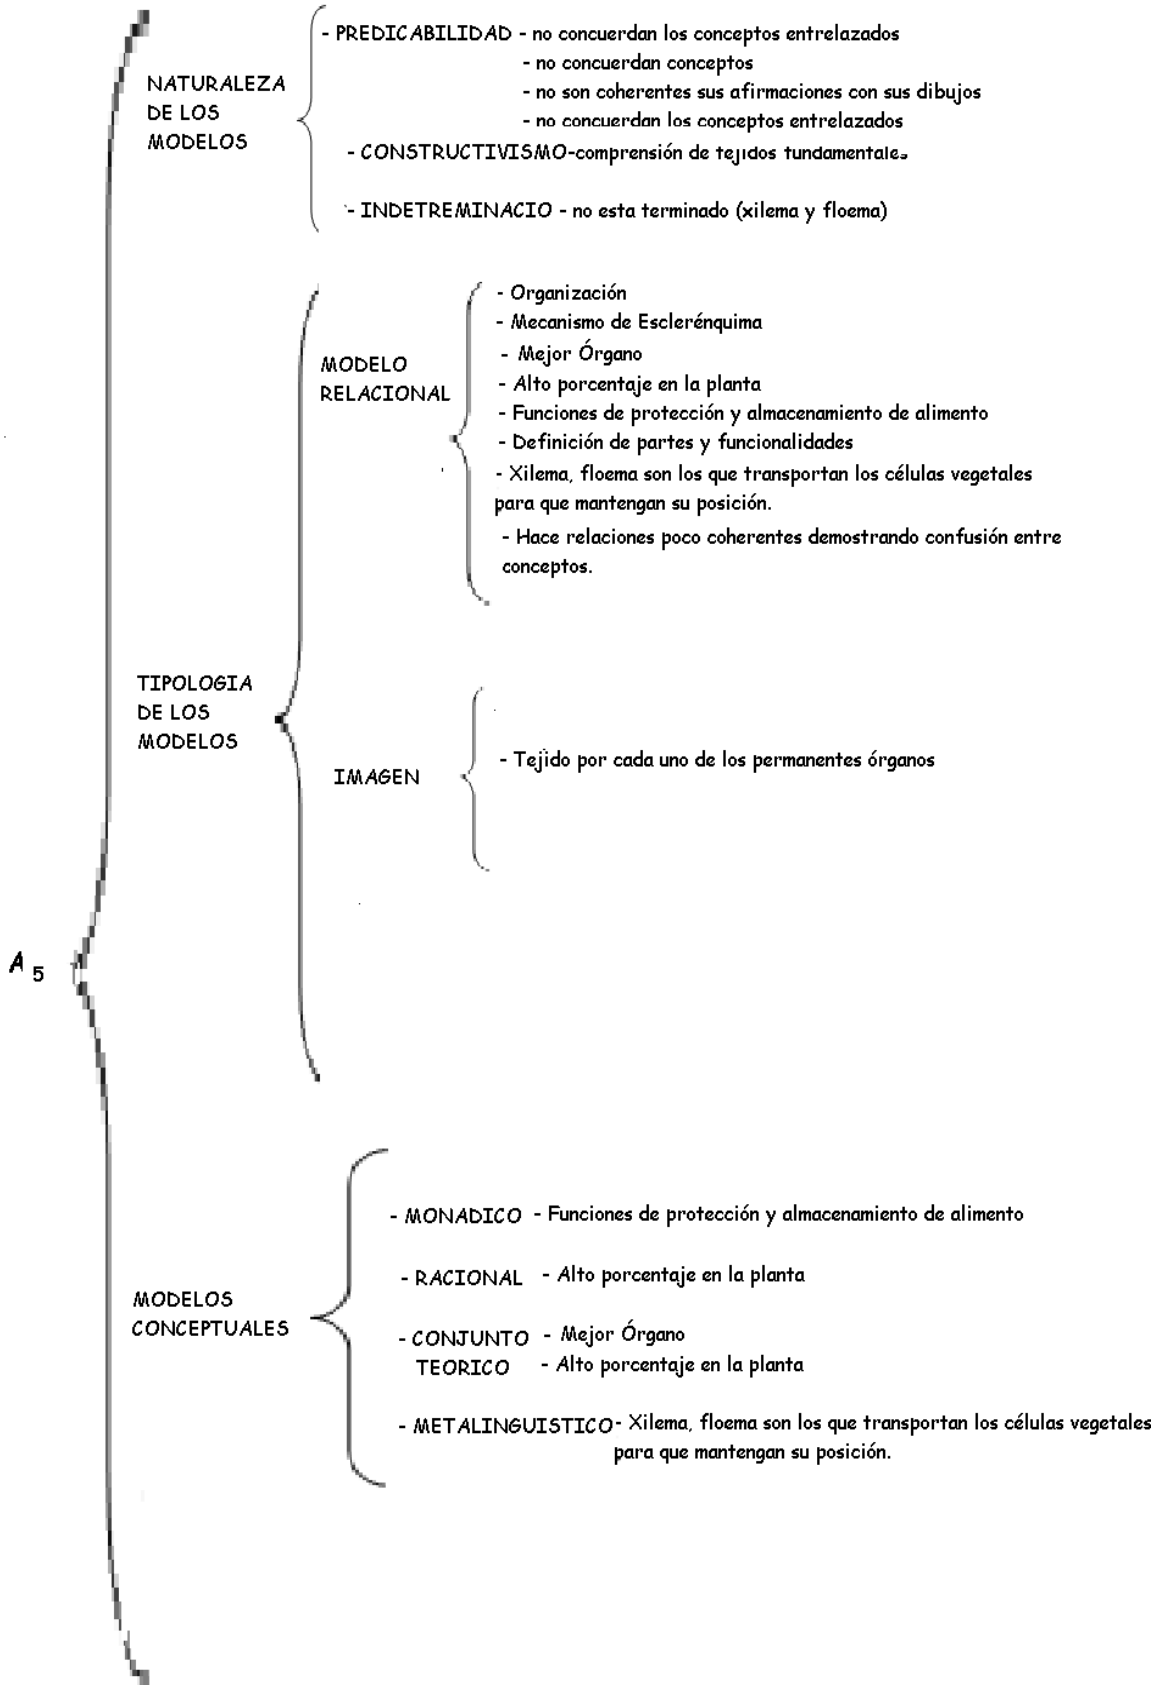 - PREDICABILIDAD - no concuerdan los conceptos entrelazados
- no concuerdan conceptos
NATURALEZA
DE LOS
MODELOS
- no son coherentes sus afirmaciones con sus dibujos
- no concuerdan los conceptos entrelazados
- CONSTRUCTIVISMO-comprensión de tejidos tundamentales
- INDETREMINACIO - no esta terminado (xilema y floema)
TIPOLOGIA
DE LOS
MODELOS
MODELO
RELACIONAL
- Organización
- Mecanismo de Esclerénquima
- Mejor Órgano
- Alto porcentaje en la planta
- Funciones de protección y almacenamiento de alimento
- Definición de partes y funcionalidades
- Xilema, floema son los que transportan los células vegetales
para que mantengan su posición.
- Hace relaciones poco coherentes demostrando confusión entre
conceptos.
IMAGEN
- Tejido por cada uno de los permanentes órganos
A 5
MODELOS
CONCEPTUALES
- MONADICO - Funciones de protección y almacenamiento de alimento
- RACIONAL - Alto porcentaje en la planta
- CONJUNTO - Mejor Órgano
TEORICO - Alto porcentaje en la planta
- METALINGUISTICO - Xilema, floema son los que transportan los células vegetales
para que mantengan su posición.